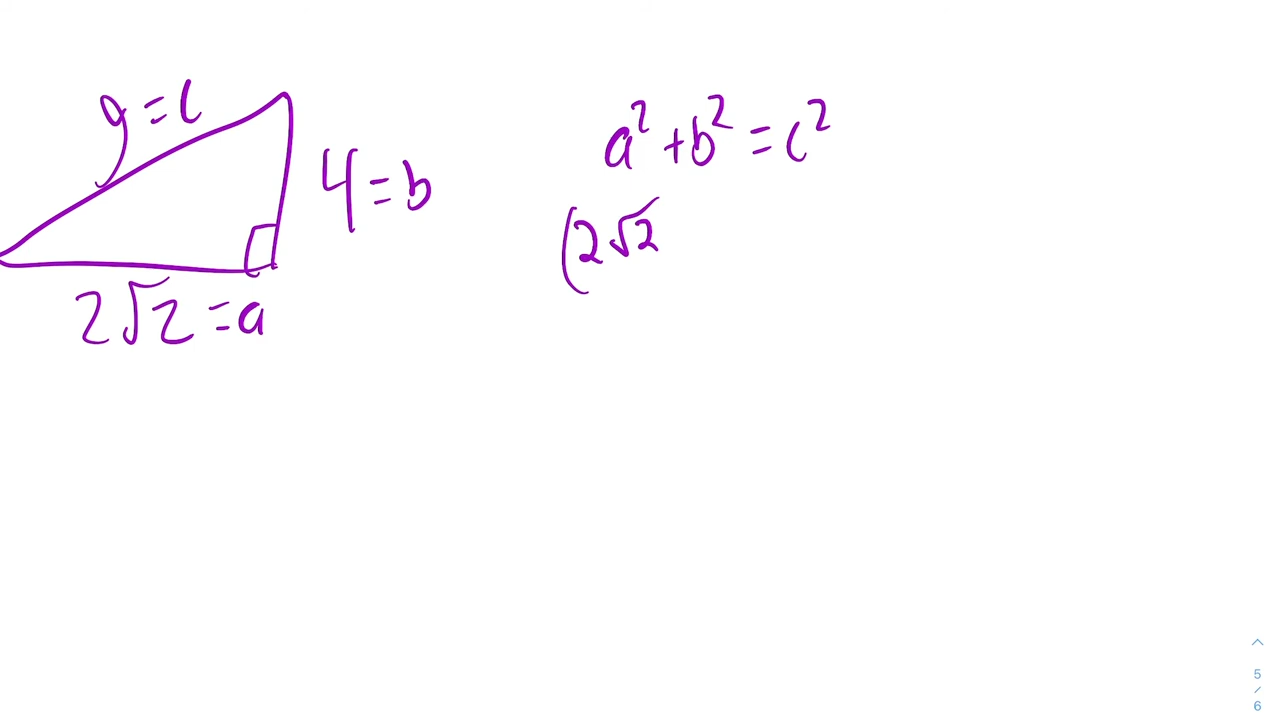 y = c
4 = b
2√2 = a
a² + b² = c²
(2√2
5
/
6